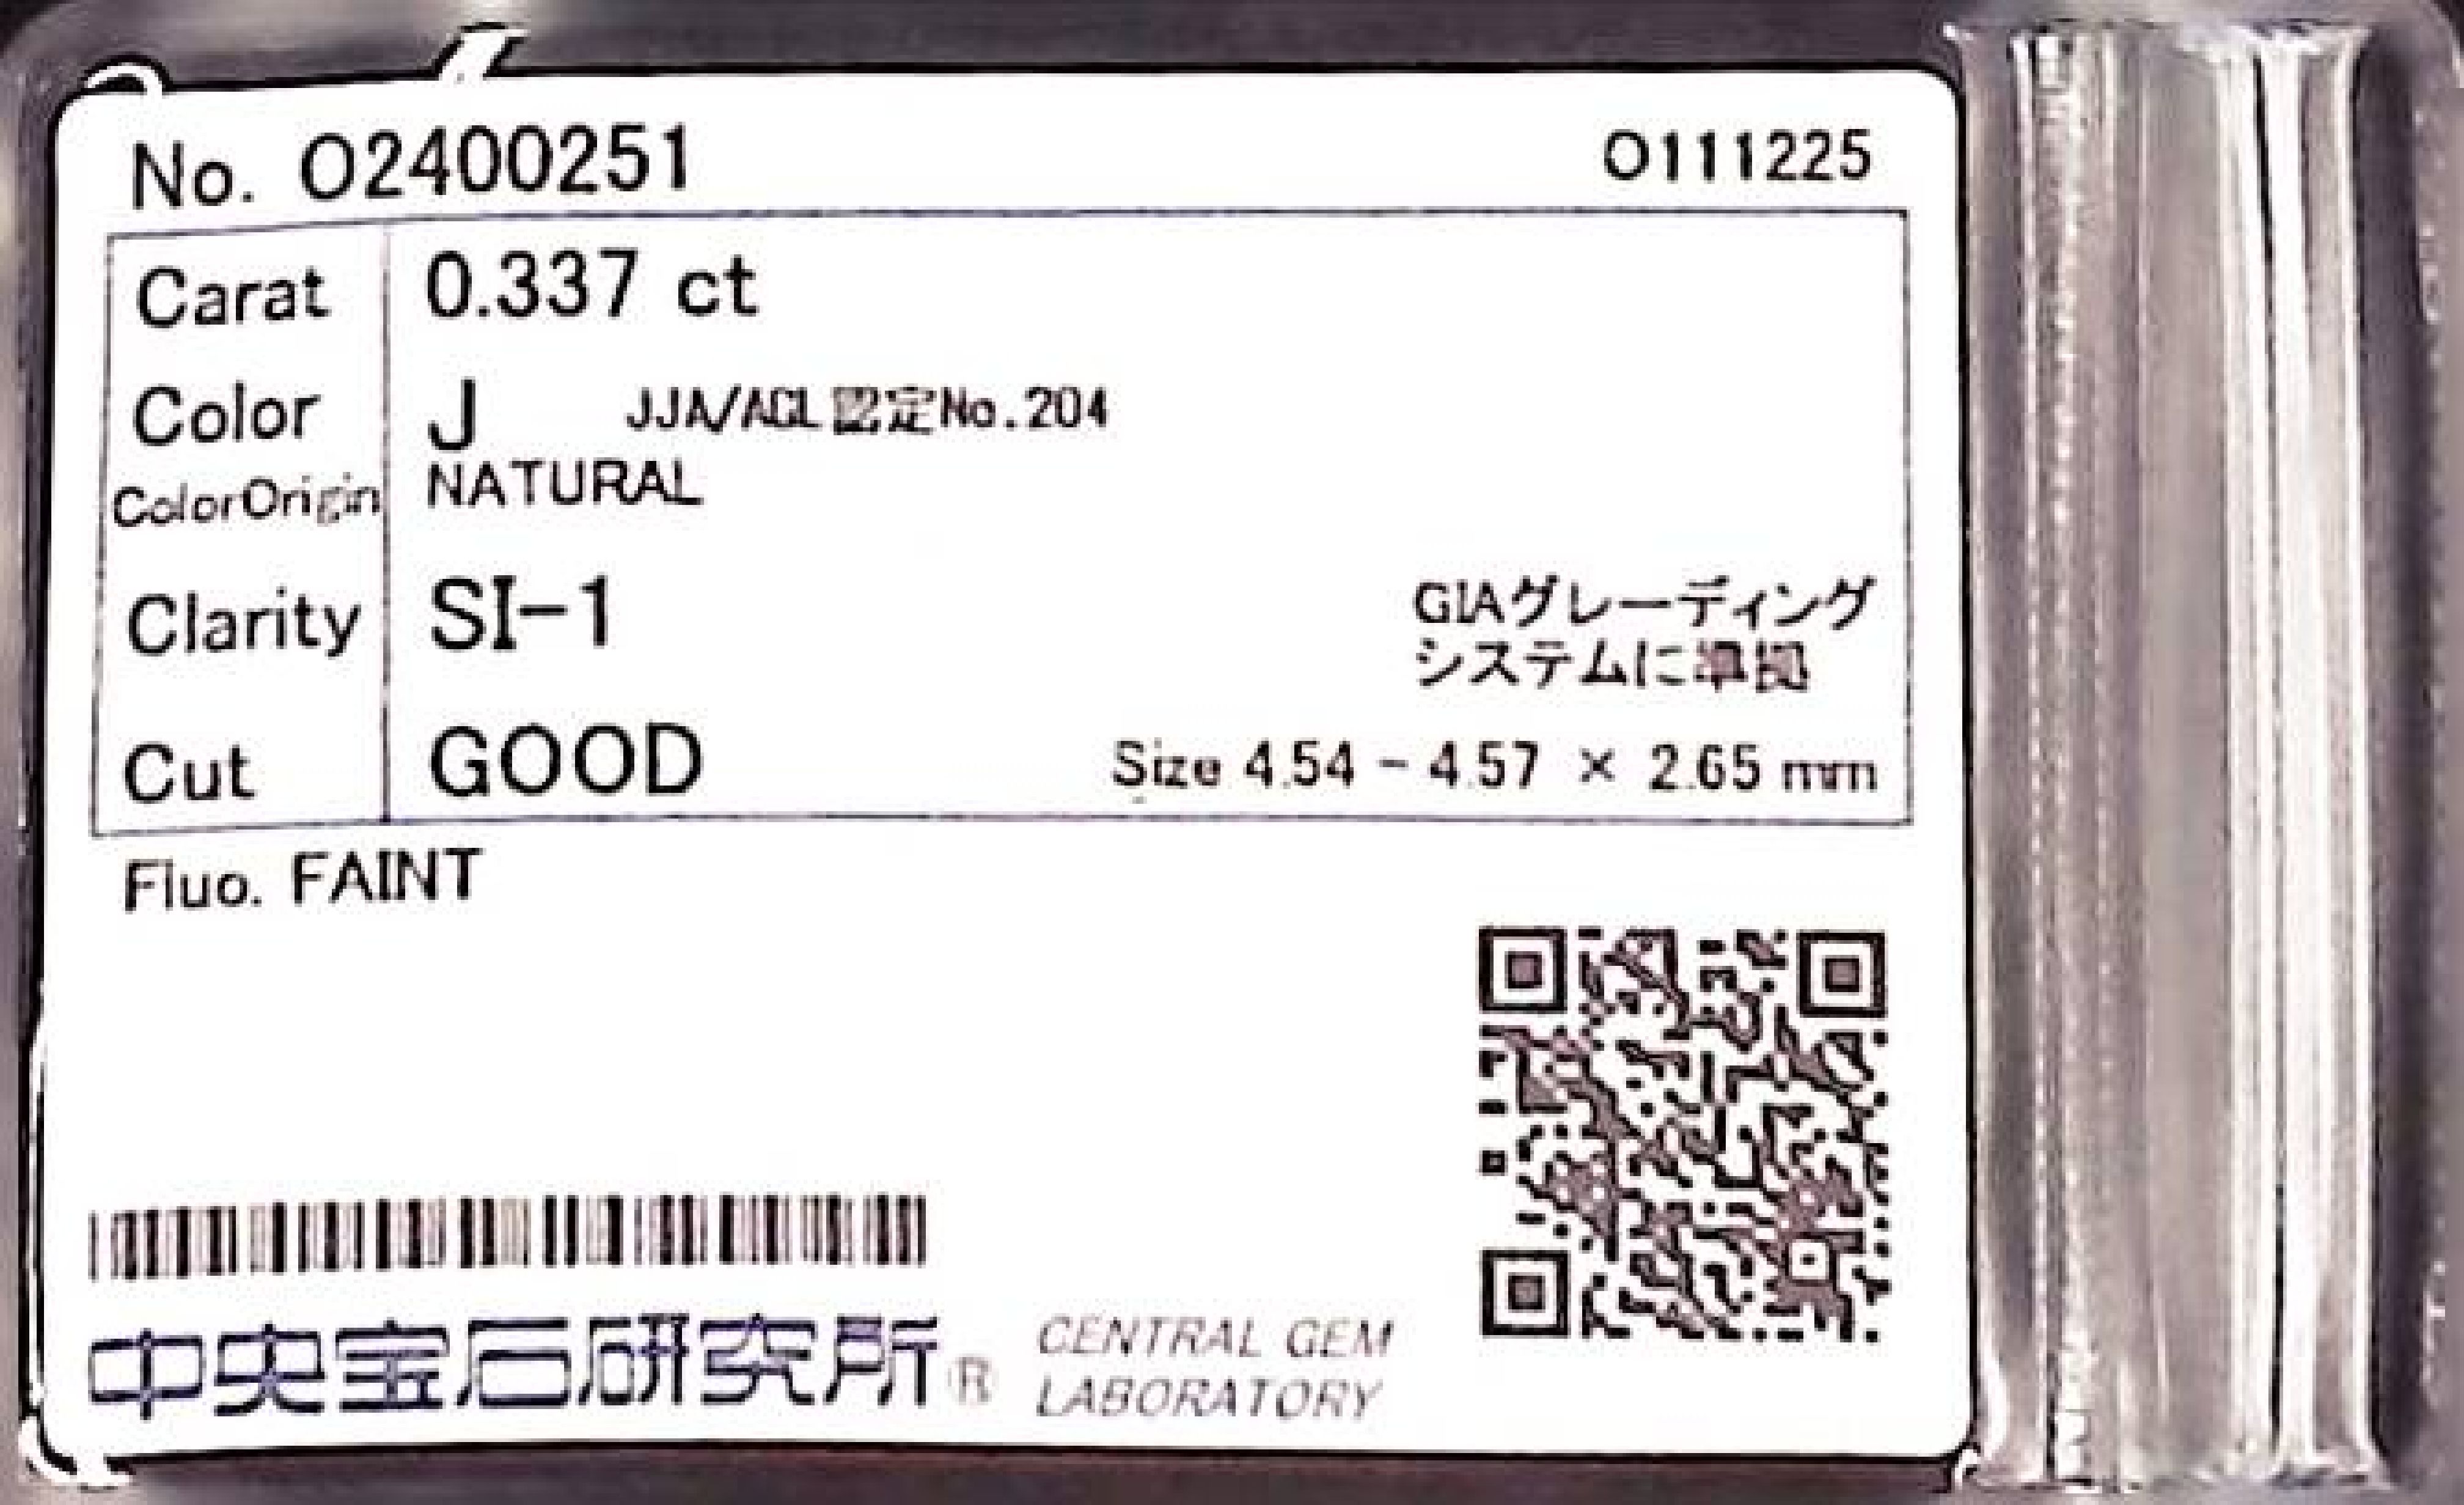 No. O2400251 O111225
Carat 0.337 ct
Color J JJA/AGL認定No.204
ColorOrigin NATURAL
Clarity SI-1
GIAグレーディング
システムに準拠
Cut GOOD Size 4.54 - 4.57 × 2.65 mm
Fluo. FAINT
中央宝石研究所® CENTRAL GEM
LABORATORY